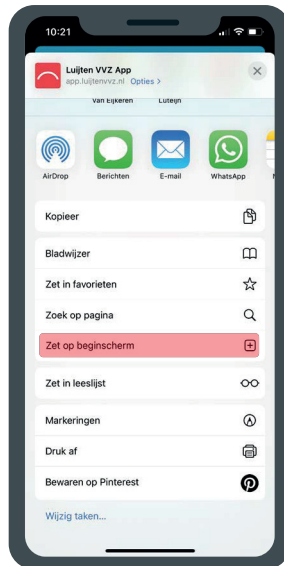 10:21
Luijten VVZ App
app.luijtenvvz.nl Opties >
van Eijkeren Luteijn
AirDrop Berichten E-mail WhatsApp
Kopieer
Bladwijzer
Zet in favorieten
Zoek op pagina
Zet op beginscherm
Zet in leeslijst
Markeringen
Druk af
Bewaren op Pinterest
Wijzig taken...